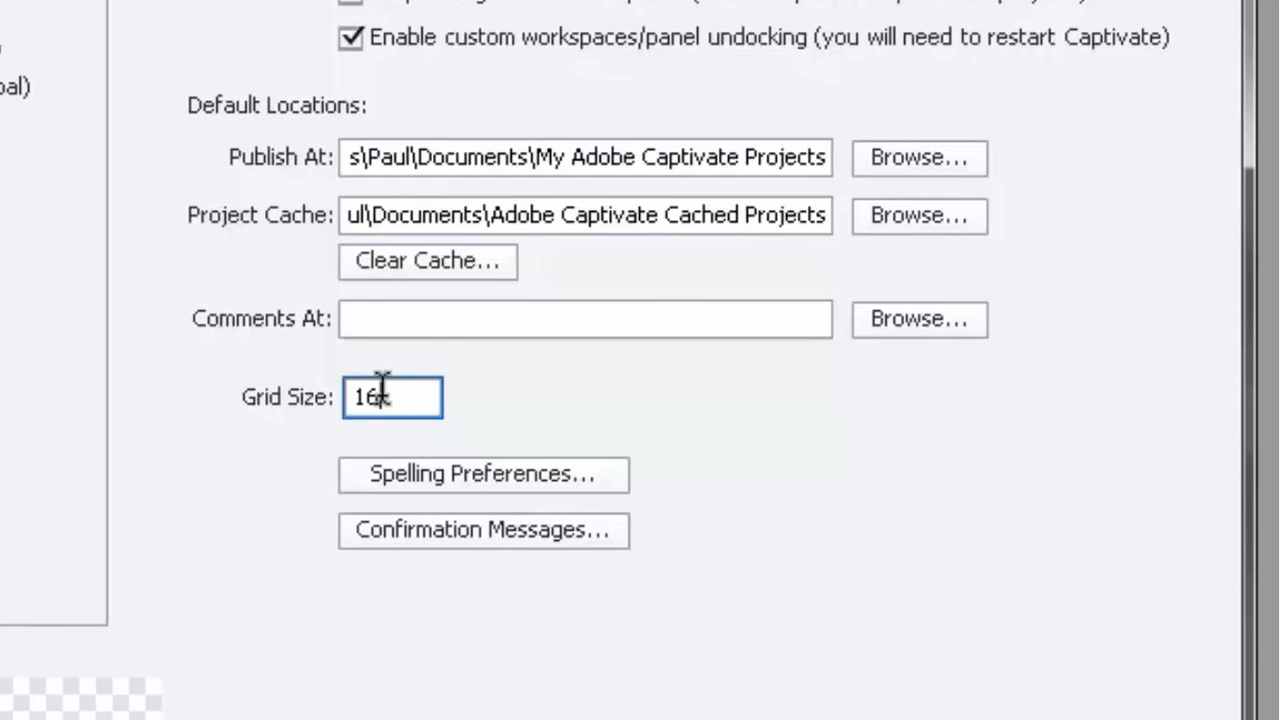 Enable custom workspaces/panel undocking (you will need to restart Captivate)
Default Locations:
Publish At: s\Paul\Documents\My Adobe Captivate Projects Browse...
Project Cache: ul\Documents\Adobe Captivate Cached Projects Browse...
Clear Cache...
Comments At: Browse...
Grid Size: 16
Spelling Preferences...
Confirmation Messages...